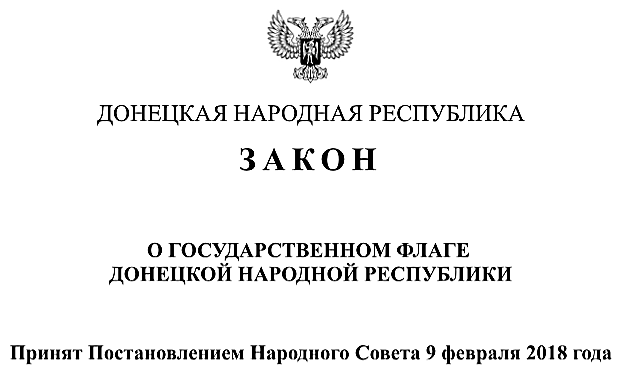 ДОНЕЦКАЯ НАРОДНАЯ РЕСПУБЛИКА
ЗАКОН
О ГОСУДАРСТВЕННОМ ФЛАГЕ
ДОНЕЦКОЙ НАРОДНОЙ РЕСПУБЛИКИ
Принят Постановлением Народного Совета 9 февраля 2018 года